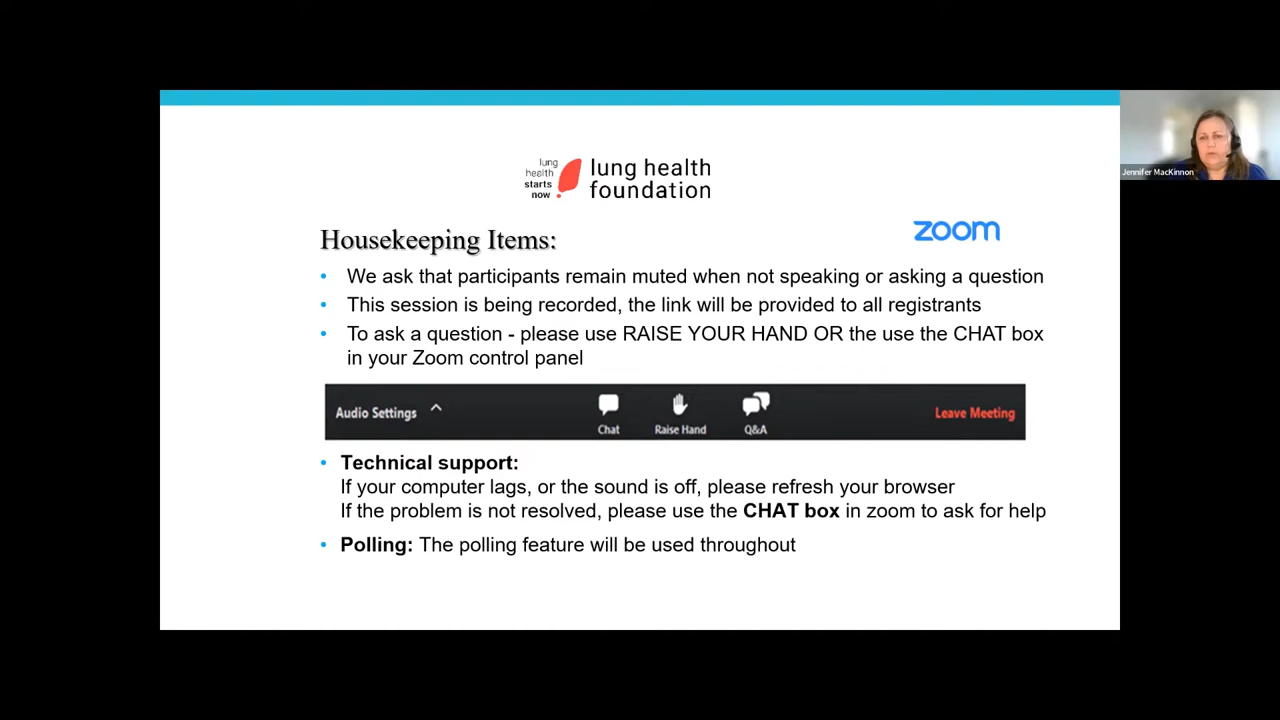 lung
health
starts
now
lung health
foundation
Jennifer MacKinnon
zoom
Housekeeping Items:
• We ask that participants remain muted when not speaking or asking a question
• This session is being recorded, the link will be provided to all registrants
• To ask a question - please use RAISE YOUR HAND OR the use the CHAT box
in your Zoom control panel
Audio Settings
Chat
Raise Hand
Q&A
Leave Meeting
• Technical support:
If your computer lags, or the sound is off, please refresh your browser
If the problem is not resolved, please use the CHAT box in zoom to ask for help
• Polling: The polling feature will be used throughout